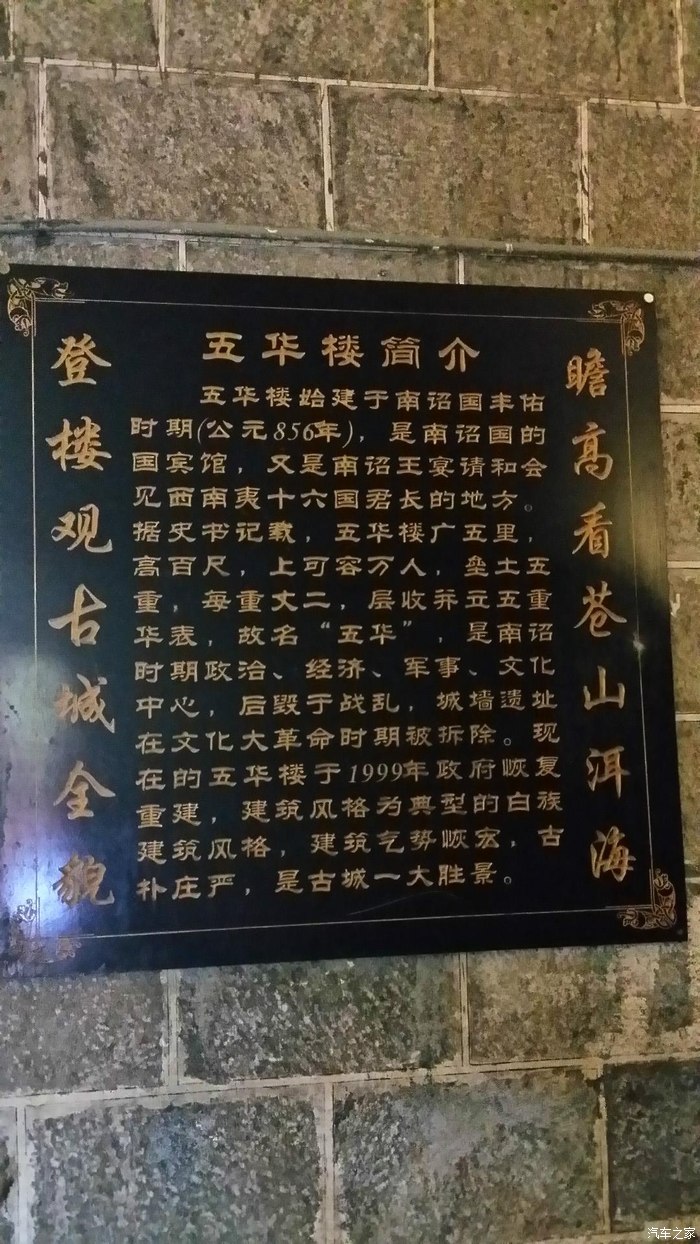 五华楼简介
登楼观古城全貌
瞻高看苍山洱海
五华楼始建于南诏国丰佑
时期(公元856年)，是南诏国的
国宾馆，又是南诏王宴请和会
见西南夷十六国君长的地方。
据史书记载，五华楼广五里，
高百尺，上可容万人，垒土五
重，每重丈二，层收并立五重
华表，故名“五华”，是南诏
时期政治、经济、军事、文化
中心，后毁于战乱，城墙遗址
在文化大革命时期被拆除。现
在的五华楼于1999年政府恢复
重建，建筑风格为典型的白族
建筑风格，建筑气势恢宏，古
朴庄严，是古城一大胜景。
汽车之家